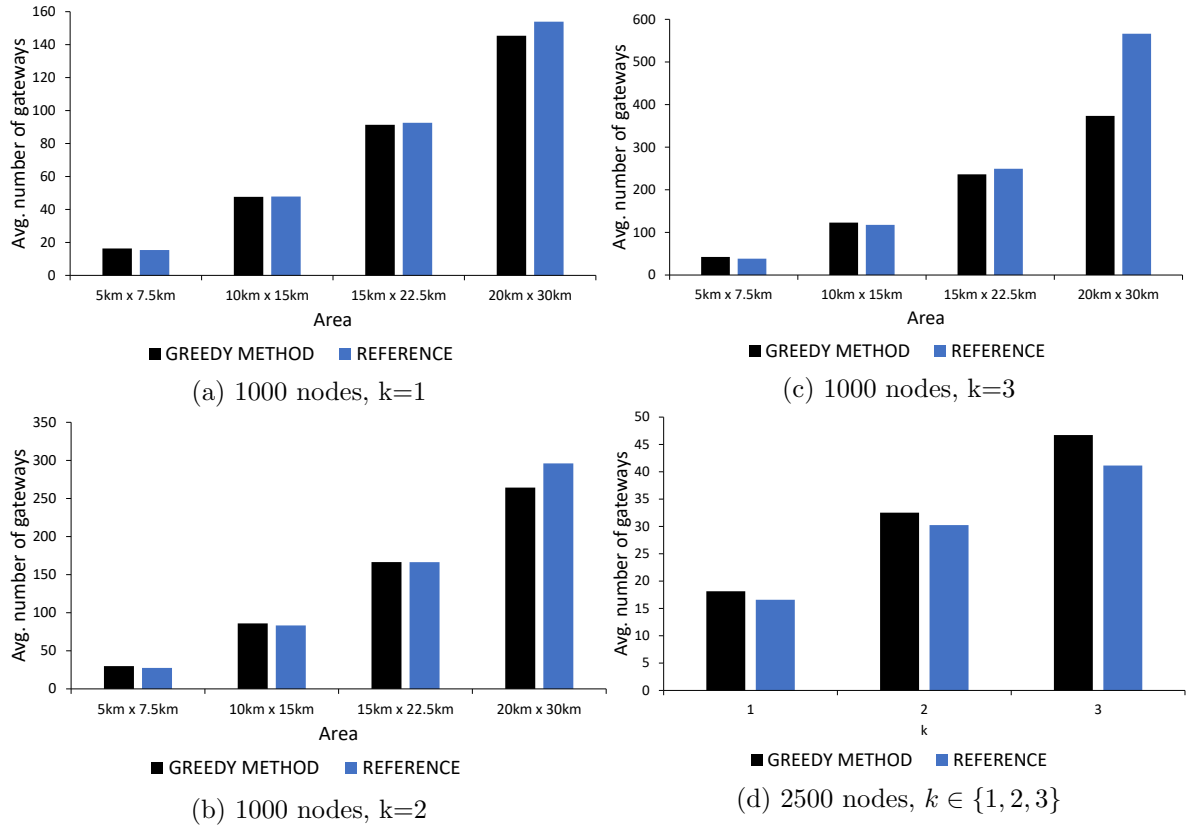 Avg. number of gateways
160
140
120
100
80
60
40
20
0
5km x 7.5km 10km x 15km 15km x 22.5km 20km x 30km
Area
GREEDY METHOD REFERENCE
(a) 1000 nodes, k=1
Avg. number of gateways
600
500
400
300
200
100
0
5km x 7.5km 10km x 15km 15km x 22.5km 20km x 30km
Area
GREEDY METHOD REFERENCE
(c) 1000 nodes, k=3
Avg. number of gateways
350
300
250
200
150
100
50
0
5km x 7.5km 10km x 15km 15km x 22.5km 20km x 30km
Area
GREEDY METHOD REFERENCE
(b) 1000 nodes, k=2
Avg. number of gateways
50
45
40
35
30
25
20
15
10
5
0
1 2 3
k
GREEDY METHOD REFERENCE
(d) 2500 nodes, k ∈ {1, 2, 3}